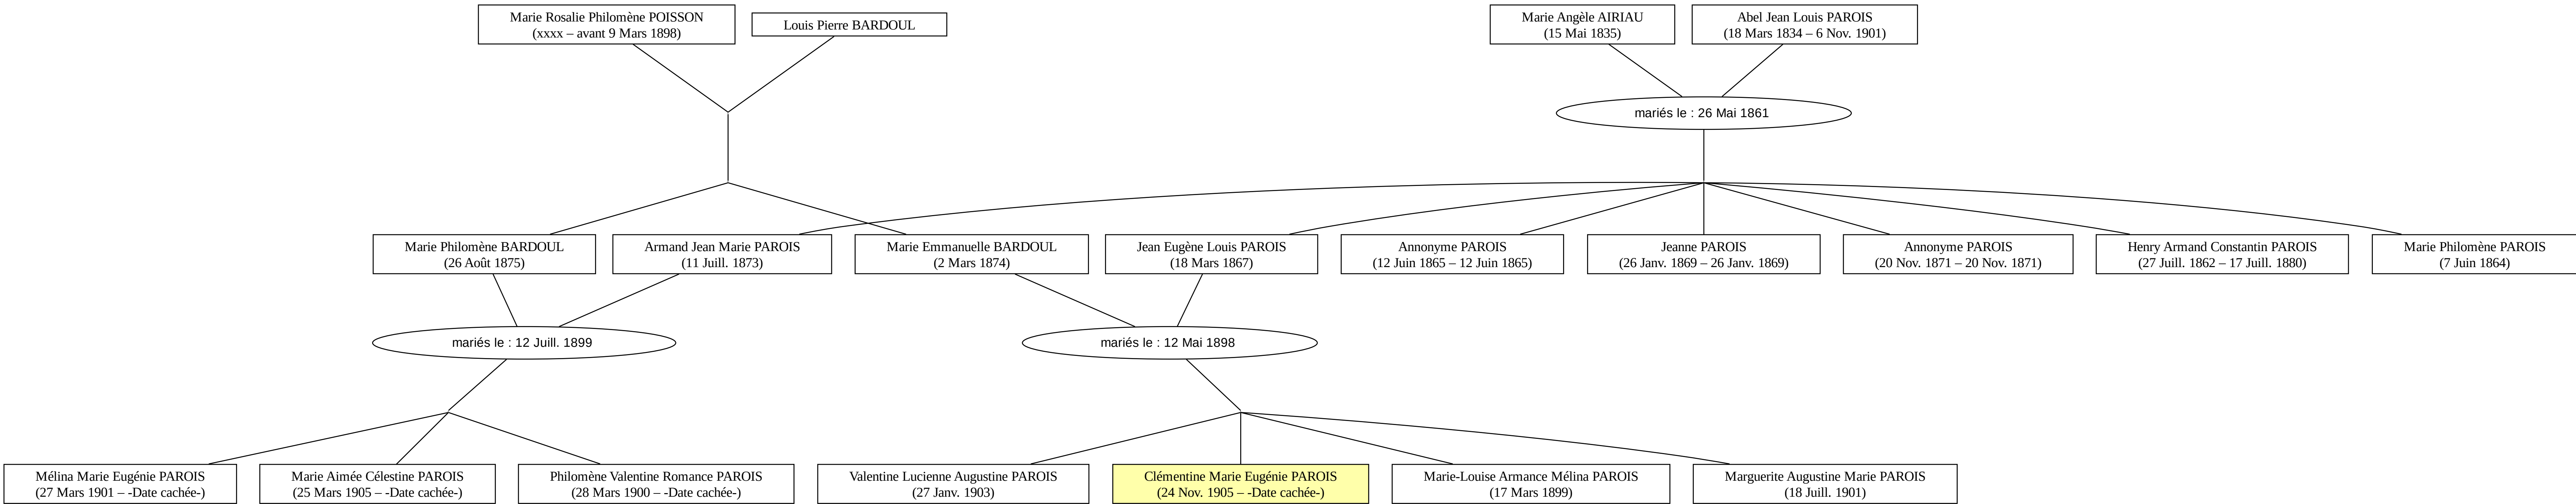 Marie Rosalie Philomène POISSON
(xxxx – avant 9 Mars 1898)
Louis Pierre BARDOUL
Marie Angèle AIRIAU
(15 Mai 1835)
Abel Jean Louis PAROIS
(18 Mars 1834 – 6 Nov. 1901)
mariés le : 26 Mai 1861
Marie Philomène BARDOUL
(26 Août 1875)
Armand Jean Marie PAROIS
(11 Juill. 1873)
Marie Emmanuelle BARDOUL
(2 Mars 1874)
Jean Eugène Louis PAROIS
(18 Mars 1867)
Annonyme PAROIS
(12 Juin 1865 – 12 Juin 1865)
Jeanne PAROIS
(26 Janv. 1869 – 26 Janv. 1869)
Annonyme PAROIS
(20 Nov. 1871 – 20 Nov. 1871)
Henry Armand Constantin PAROIS
(27 Juill. 1862 – 17 Juill. 1880)
Marie Philomène PAROIS
(7 Juin 1864)
mariés le : 12 Juill. 1899
mariés le : 12 Mai 1898
Mélina Marie Eugénie PAROIS
(27 Mars 1901 – -Date cachée-)
Marie Aimée Célestine PAROIS
(25 Mars 1905 – -Date cachée-)
Philomène Valentine Romance PAROIS
(28 Mars 1900 – -Date cachée-)
Valentine Lucienne Augustine PAROIS
(27 Janv. 1903)
Clémentine Marie Eugénie PAROIS
(24 Nov. 1905 – -Date cachée-)
Marie-Louise Armance Mélina PAROIS
(17 Mars 1899)
Marguerite Augustine Marie PAROIS
(18 Juill. 1901)